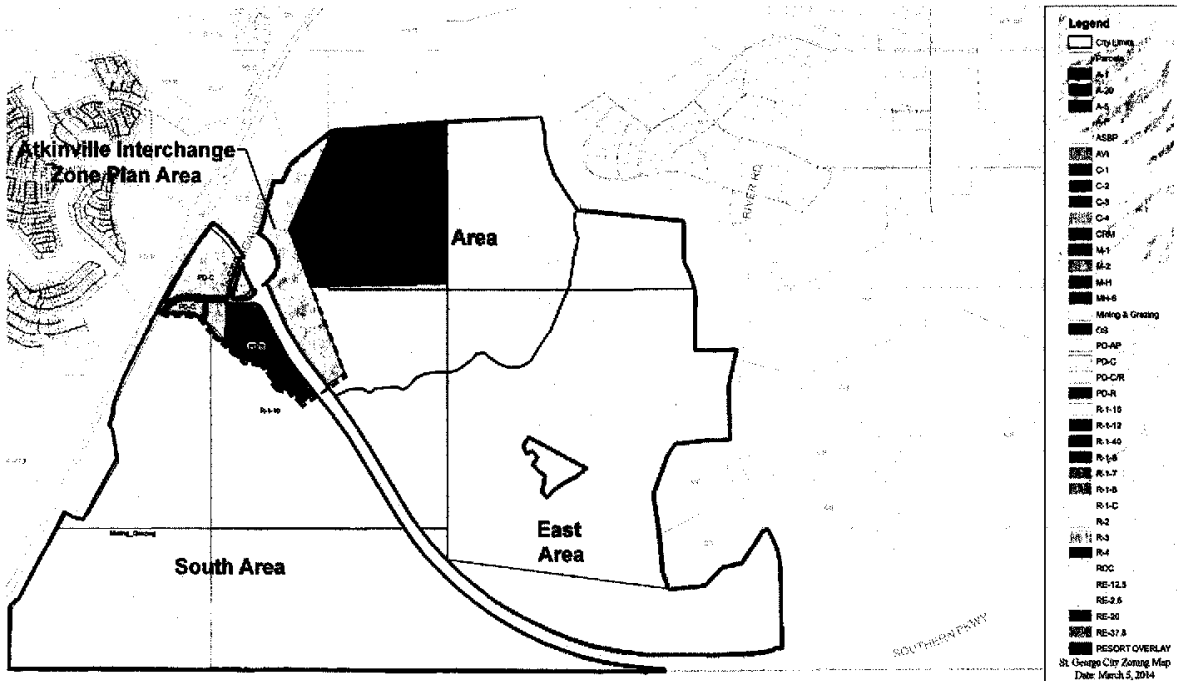 Atkinville Interchange
Zone Plan Area
Area
RIVER RD
PD-C
PD-C
R-1-10
East
Area
Mining_Grazing
South Area
SOUTHERN PKWY
Legend
City Limits
Parcels
A-1
A-20
A-5
A-P
ASBP
AVI
C-1
C-2
C-3
C-4
CRM
M-1
M-2
M-H
MH-6
Mining & Grazing
OS
PD-AP
PD-C
PD-C/R
PD-R
R-1-10
R-1-12
R-1-40
R-1-6
R-1-7
R-1-8
R-1-C
R-2
R-3
R-4
ROC
RE-12.5
RE-20
RE-37.5
RESORT OVERLAY
St. George City Zoning Map
Date: March 5, 2014